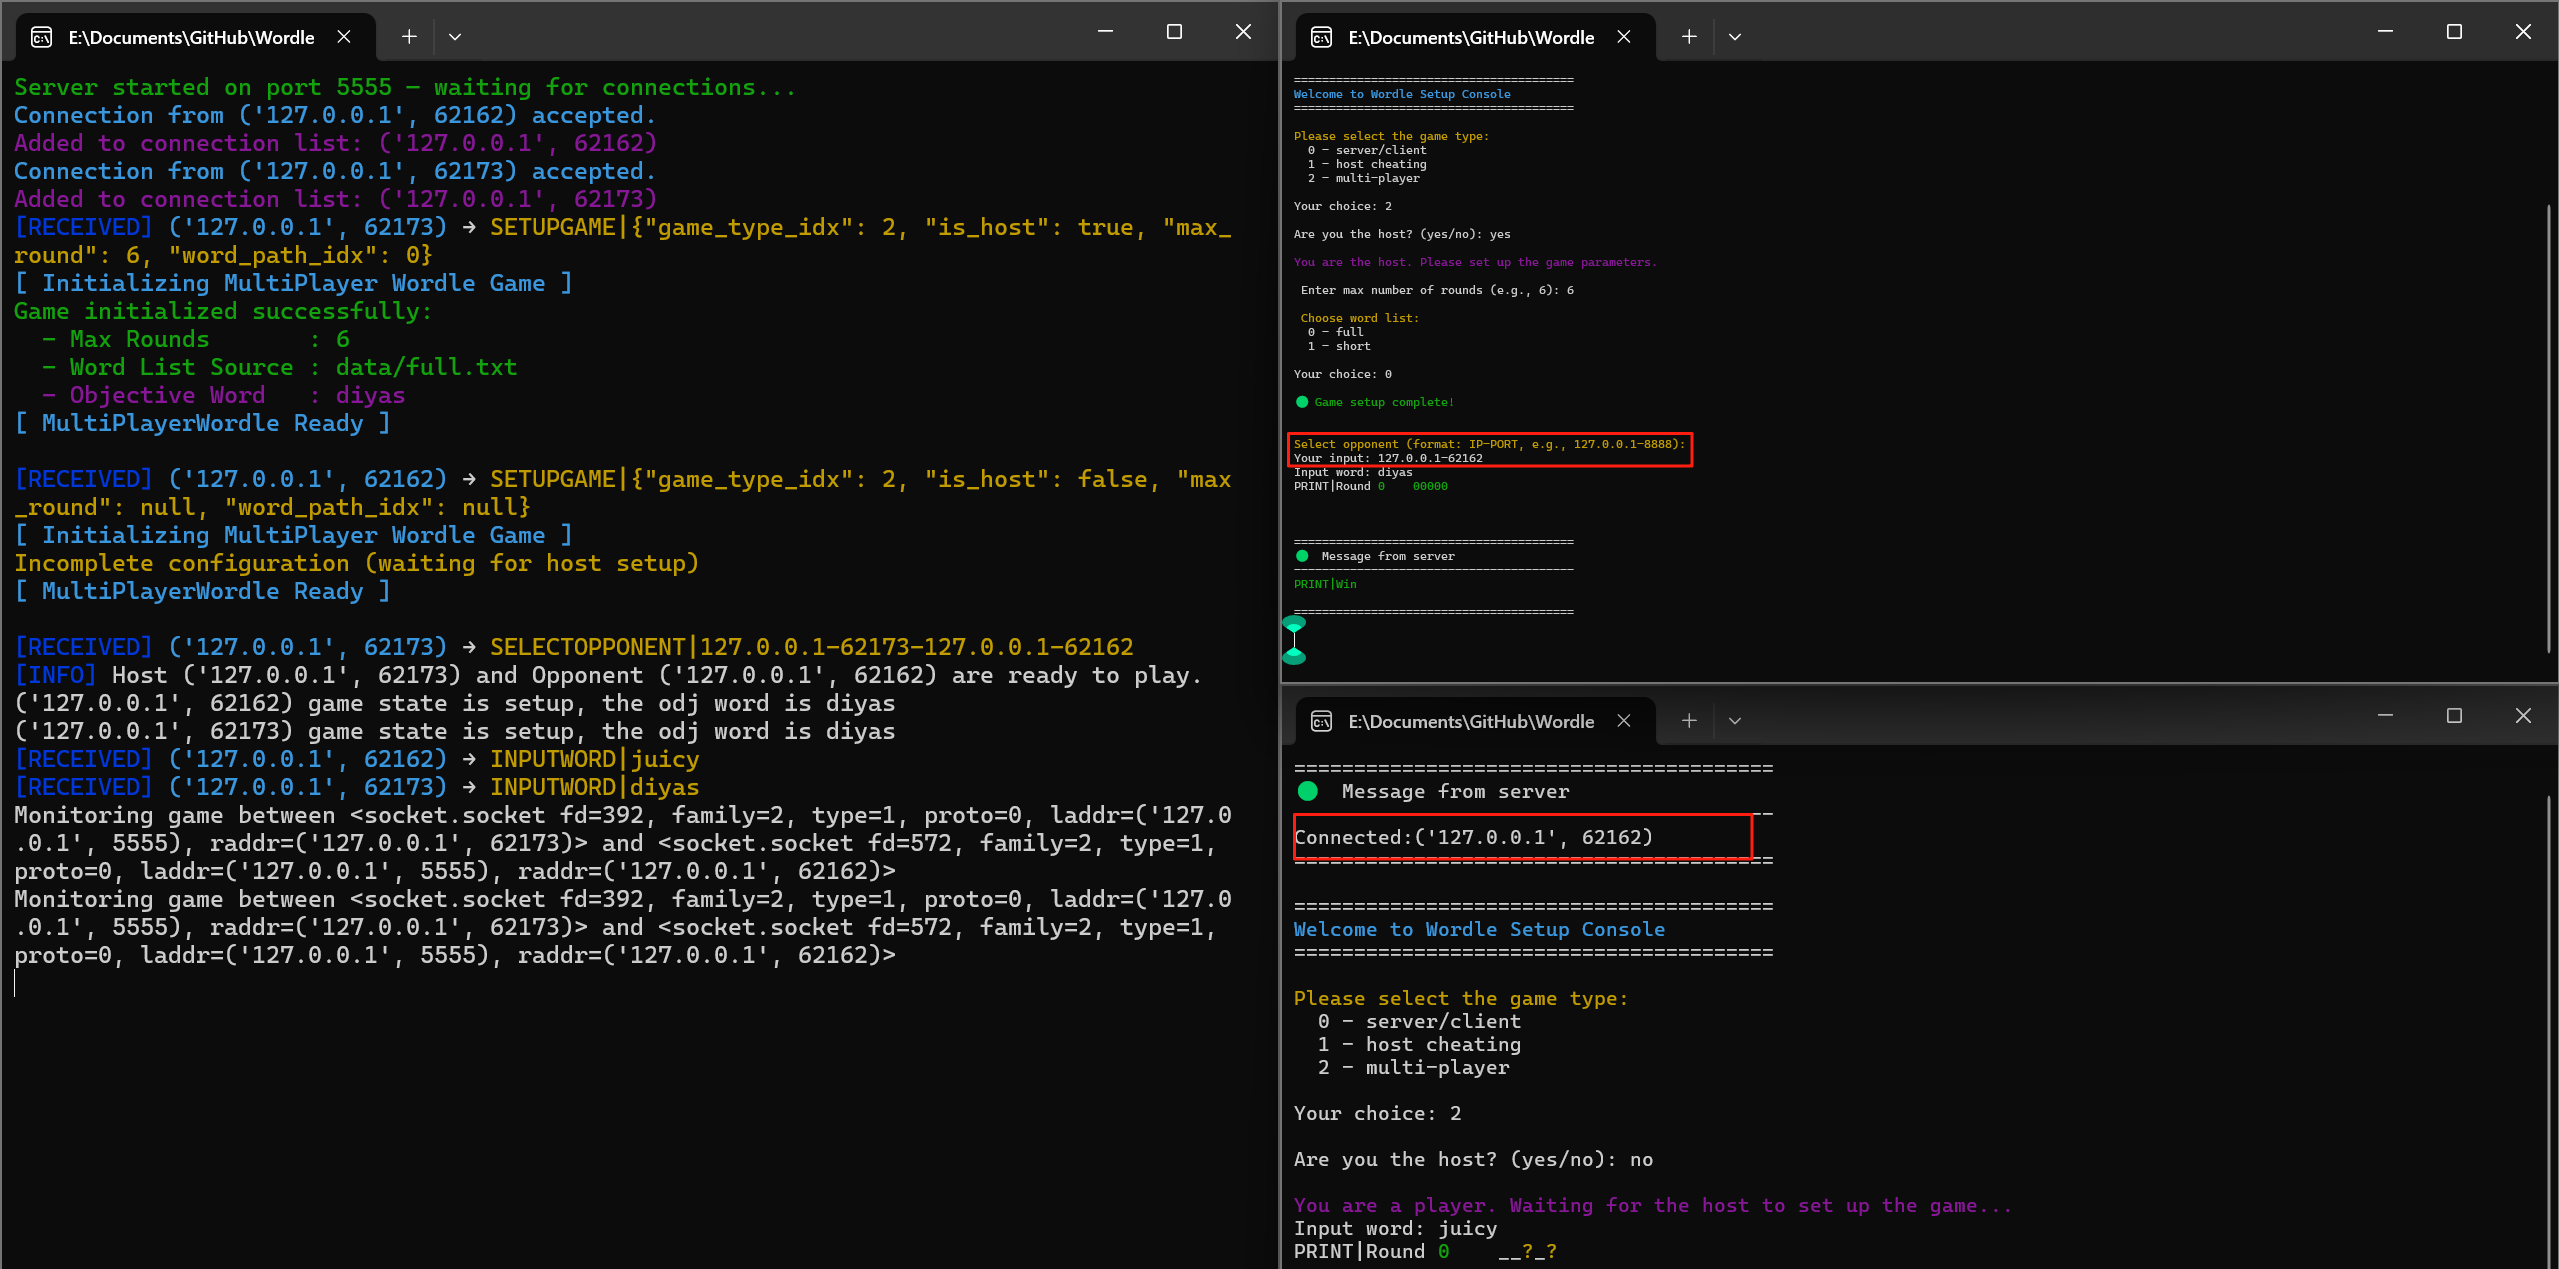 E:\Documents\GitHub\Wordle
Server started on port 5555 — waiting for connections...
Connection from ('127.0.0.1', 62162) accepted.
Added to connection list: ('127.0.0.1', 62162)
Connection from ('127.0.0.1', 62173) accepted.
Added to connection list: ('127.0.0.1', 62173)
[RECEIVED] ('127.0.0.1', 62173) → SETUPGAME|{"game_type_idx": 2, "is_host": true, "max_
round": 6, "word_path_idx": 0}
[ Initializing MultiPlayer Wordle Game ]
Game initialized successfully:
  - Max Rounds       : 6
  - Word List Source : data/full.txt
  - Objective Word   : diyas
[ MultiPlayerWordle Ready ]
[RECEIVED] ('127.0.0.1', 62162) → SETUPGAME|{"game_type_idx": 2, "is_host": false, "max
_round": null, "word_path_idx": null}
[ Initializing MultiPlayer Wordle Game ]
Incomplete configuration (waiting for host setup)
[ MultiPlayerWordle Ready ]
[RECEIVED] ('127.0.0.1', 62173) → SELECTOPPONENT|127.0.0.1-62173-127.0.0.1-62162
[INFO] Host ('127.0.0.1', 62173) and Opponent ('127.0.0.1', 62162) are ready to play.
('127.0.0.1', 62162) game state is setup, the odj word is diyas
('127.0.0.1', 62173) game state is setup, the odj word is diyas
[RECEIVED] ('127.0.0.1', 62162) → INPUTWORD|juicy
[RECEIVED] ('127.0.0.1', 62173) → INPUTWORD|diyas
Monitoring game between <socket.socket fd=392, family=2, type=1, proto=0, laddr=('127.0
.0.1', 5555), raddr=('127.0.0.1', 62173)> and <socket.socket fd=572, family=2, type=1,
proto=0, laddr=('127.0.0.1', 5555), raddr=('127.0.0.1', 62162)>
Monitoring game between <socket.socket fd=392, family=2, type=1, proto=0, laddr=('127.0
.0.1', 5555), raddr=('127.0.0.1', 62173)> and <socket.socket fd=572, family=2, type=1,
proto=0, laddr=('127.0.0.1', 5555), raddr=('127.0.0.1', 62162)>
E:\Documents\GitHub\Wordle
========================================
Welcome to Wordle Setup Console
========================================
Please select the game type:
  0 - server/client
  1 - host cheating
  2 - multi-player
Your choice: 2
Are you the host? (yes/no): yes
You are the host. Please set up the game parameters.
 Enter max number of rounds (e.g., 6): 6
 Choose word list:
  0 - full
  1 - short
Your choice: 0
Game setup complete!
Select opponent (format: IP-PORT, e.g., 127.0.0.1-8888):
Your input: 127.0.0.1-62162
Input word: diyas
PRINT|Round 0    00000
========================================
Message from server
----------------------------------------
PRINT|Win
========================================
E:\Documents\GitHub\Wordle
========================================
Message from server
Connected:('127.0.0.1', 62162)
========================================
========================================
Welcome to Wordle Setup Console
========================================
Please select the game type:
  0 - server/client
  1 - host cheating
  2 - multi-player
Your choice: 2
Are you the host? (yes/no): no
You are a player. Waiting for the host to set up the game...
Input word: juicy
PRINT|Round 0    __?_?